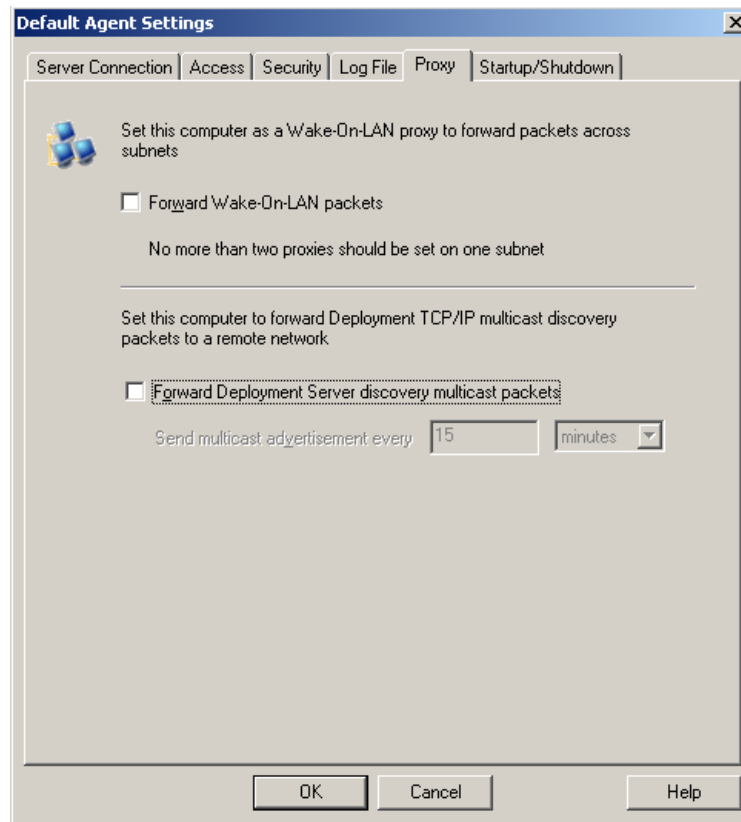 Default Agent Settings
Server Connection Access Security Log File Proxy Startup/Shutdown
Set this computer as a Wake-On-LAN proxy to forward packets across
subnets
Forward Wake-On-LAN packets
No more than two proxies should be set on one subnet
Set this computer to forward Deployment TCP/IP multicast discovery
packets to a remote network
Forward Deployment Server discovery multicast packets
Send multicast advertisement every 15 minutes
OK Cancel Help